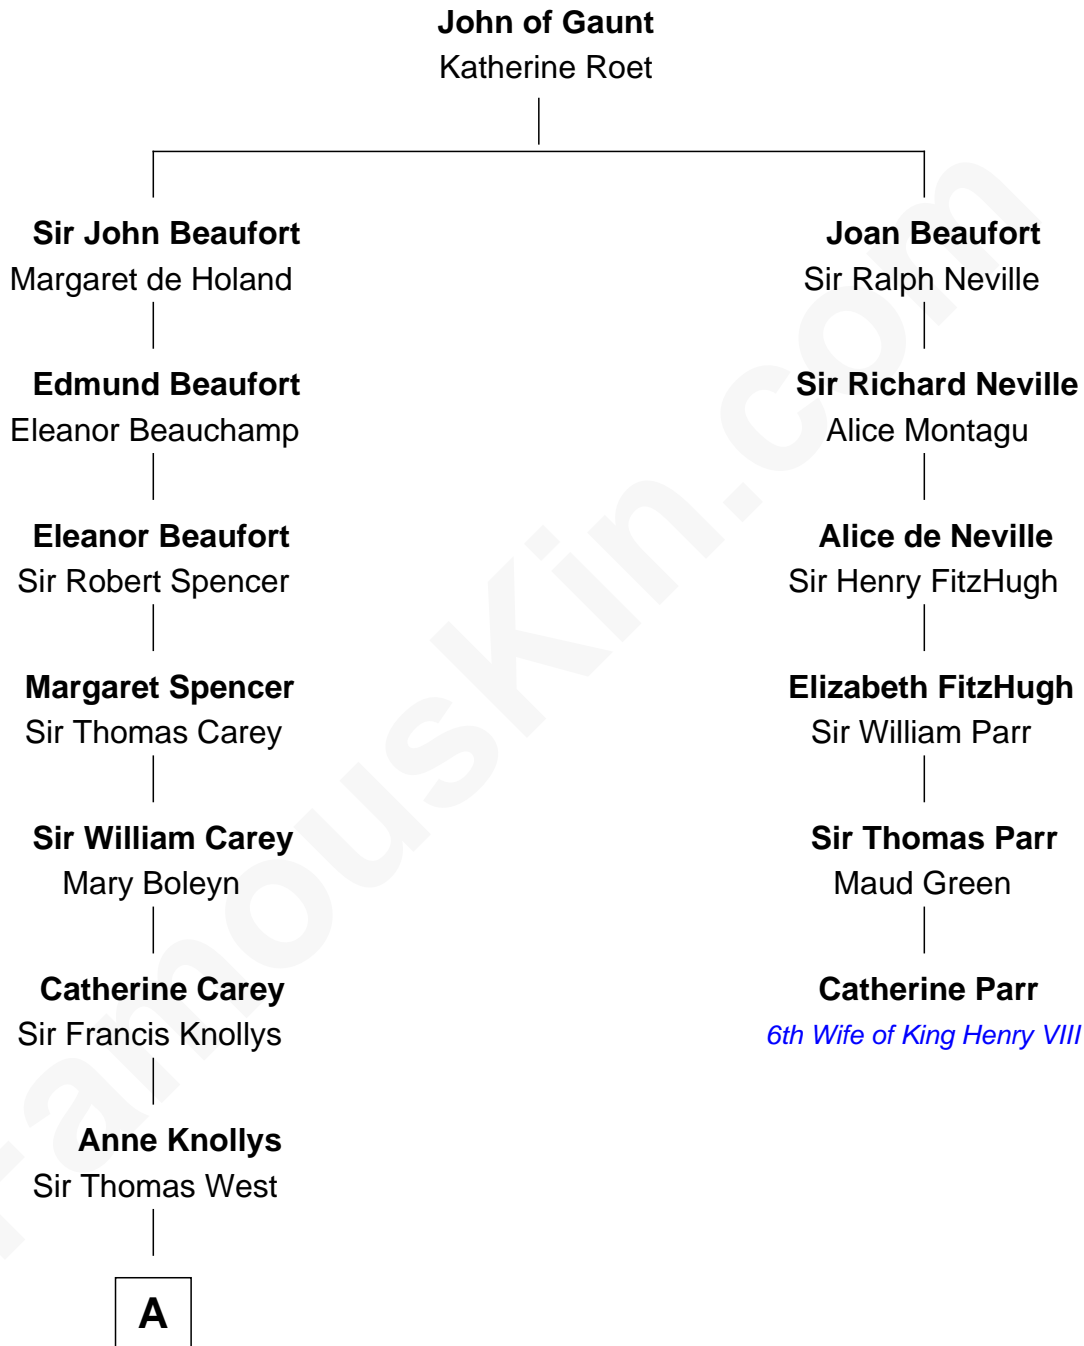 John of Gaunt
Katherine Roet
Sir John Beaufort
Margaret de Holand
Edmund Beaufort
Eleanor Beauchamp
Eleanor Beaufort
Sir Robert Spencer
Margaret Spencer
Sir Thomas Carey
Sir William Carey
Mary Boleyn
Catherine Carey
Sir Francis Knollys
Anne Knollys
Sir Thomas West
A
Joan Beaufort
Sir Ralph Neville
Sir Richard Neville
Alice Montagu
Alice de Neville
Sir Henry FitzHugh
Elizabeth FitzHugh
Sir William Parr
Sir Thomas Parr
Maud Green
Catherine Parr
6th Wife of King Henry VIII
FamousKin.com